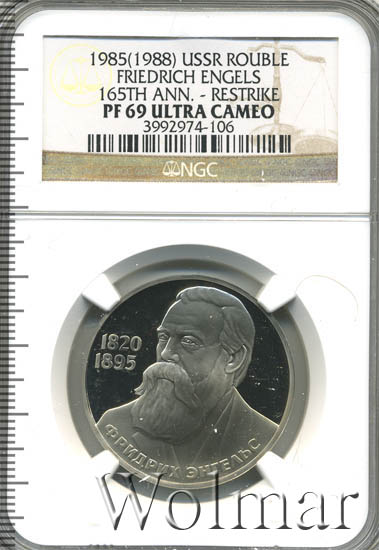 1985(1988) USSR ROUBLE
FRIEDRICH ENGELS
165TH ANN. - RESTRIKE
PF 69 ULTRA CAMEO
3992974-106
NGC
1820
1895
ФРИДРИХ ЭНГЕЛЬС
Wolmar